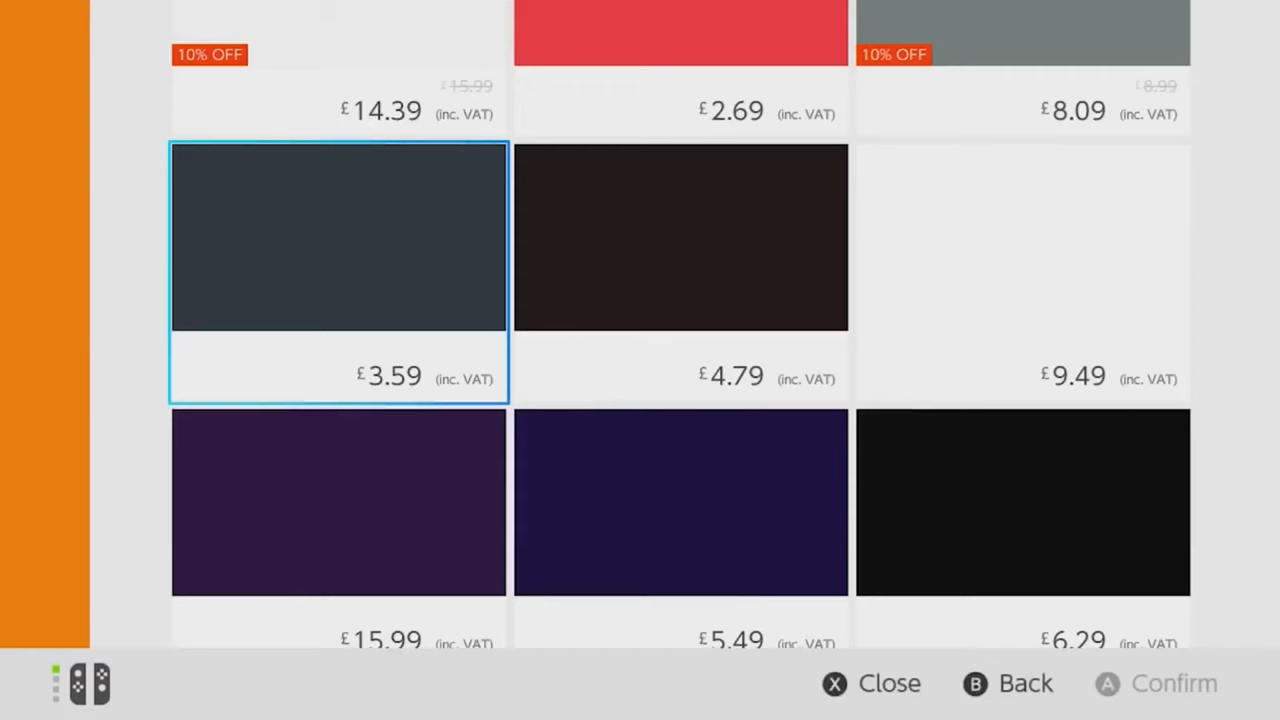 10% OFF
10% OFF
£15.99
£8.99
£14.39 (inc. VAT)
£2.69 (inc. VAT)
£8.09 (inc. VAT)
£3.59 (inc. VAT)
£4.79 (inc. VAT)
£9.49 (inc. VAT)
£15.99 (inc. VAT)
£5.49 (inc. VAT)
£6.29 (inc. VAT)
X Close
B Back
A Confirm